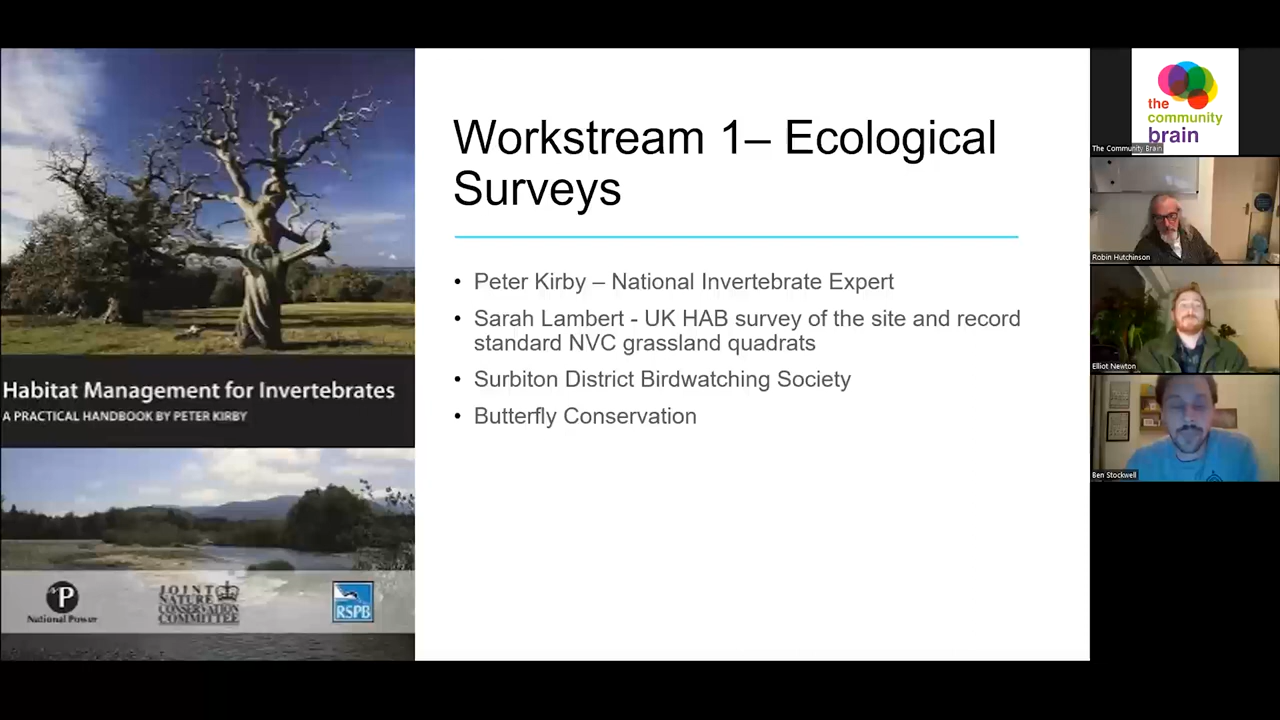 Habitat Management for Invertebrates
A PRACTICAL HANDBOOK BY PETER KIRBY
P
National Power
JOINT
NATURE
CONSERVATION
COMMITTEE
RSPB
Workstream 1– Ecological
Surveys
• Peter Kirby – National Invertebrate Expert
• Sarah Lambert - UK HAB survey of the site and record
standard NVC grassland quadrats
• Surbiton District Birdwatching Society
• Butterfly Conservation
the
community
brain
The Community Brain
Robin Hutchinson
Elliot Newton
Ben Stockwell